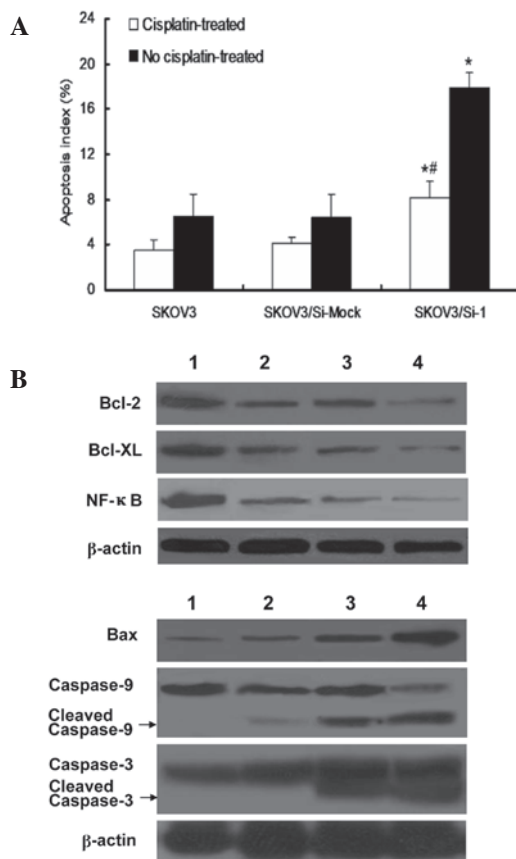 A
Cisplatin-treated
No cisplatin-treated
Apoptosis index (%)
24
20
16
12
8
4
0
*#
*
SKOV3
SKOV3/Si-Mock
SKOV3/Si-1
B
1 2 3 4
Bcl-2
Bcl-XL
NF-κB
β-actin
1 2 3 4
Bax
Caspase-9
Cleaved
Caspase-9
Caspase-3
Cleaved
Caspase-3
β-actin